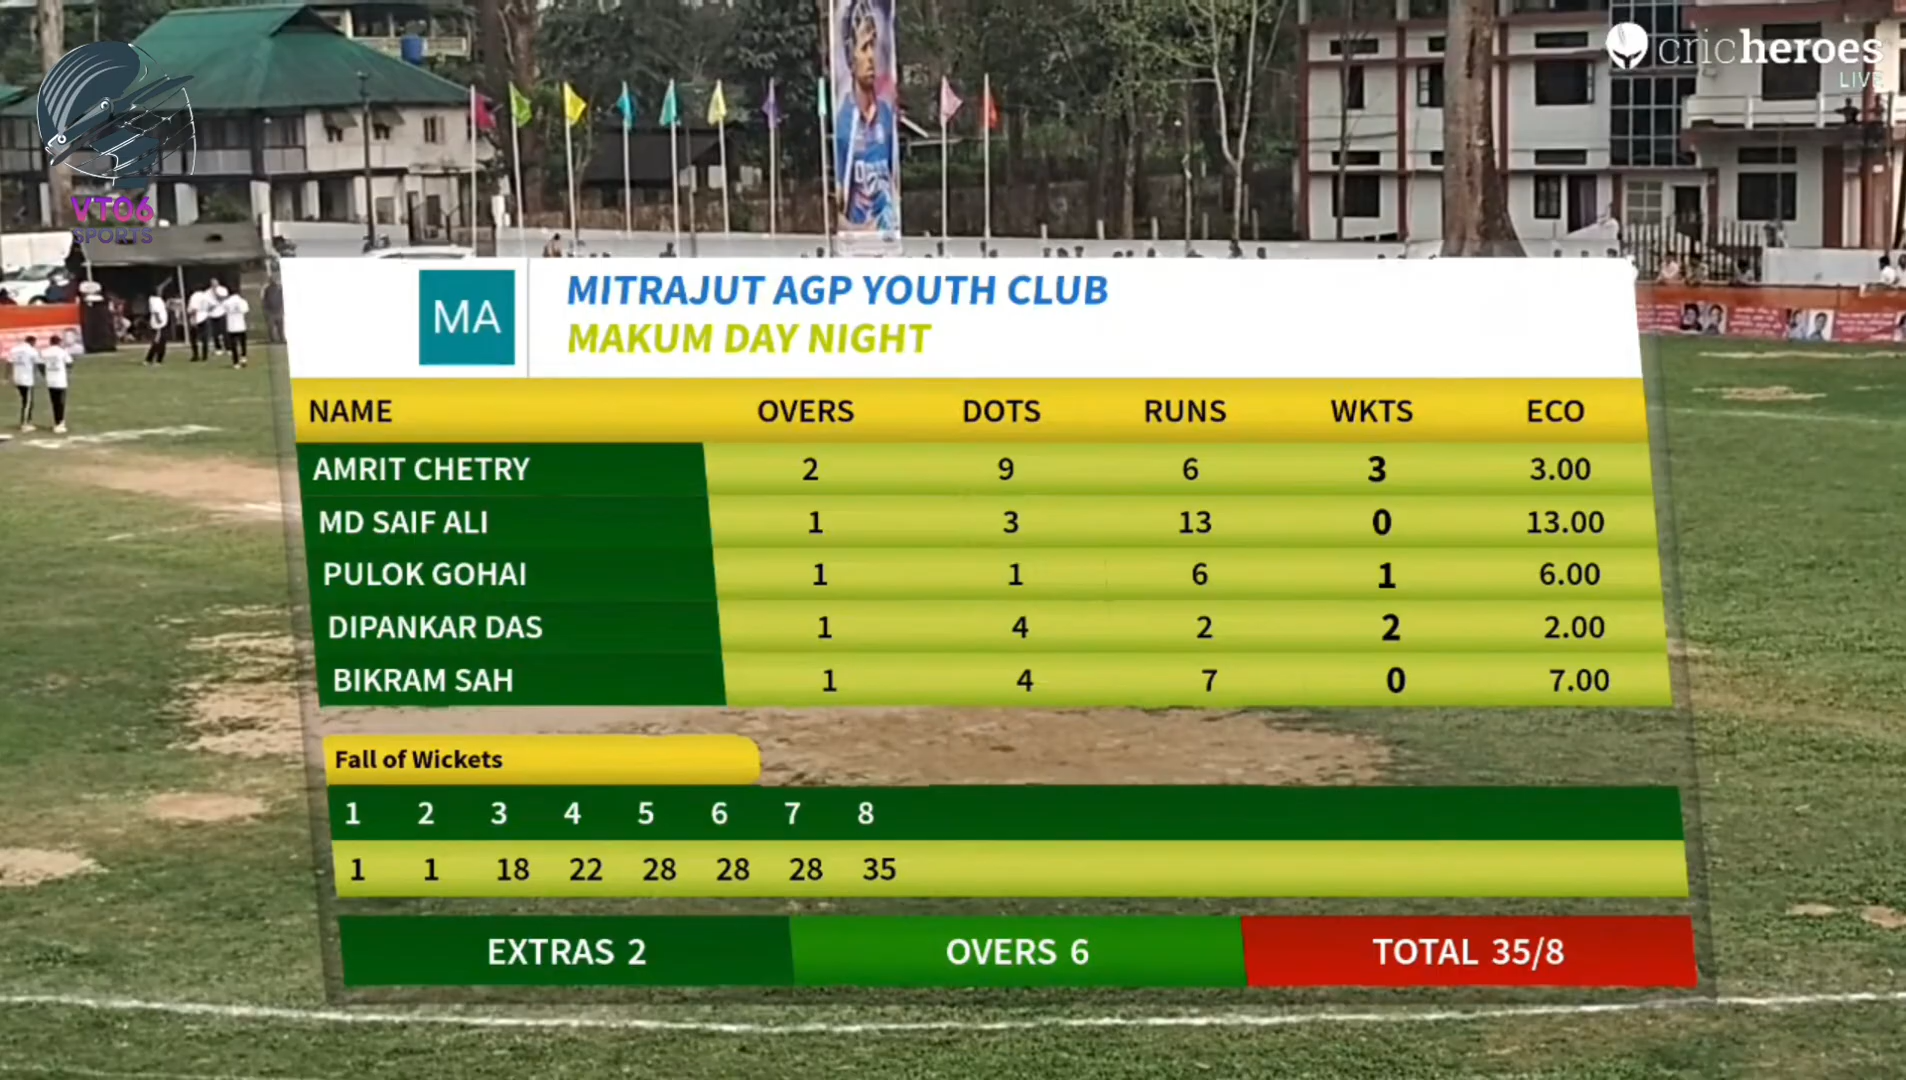 cricheroes
LIVE
VT06
SPORTS
MA
MITRAJUT AGP YOUTH CLUB
MAKUM DAY NIGHT
NAME OVERS DOTS RUNS WKTS ECO
AMRIT CHETRY 2 9 6 3 3.00
MD SAIF ALI 1 3 13 0 13.00
PULOK GOHAI 1 1 6 1 6.00
DIPANKAR DAS 1 4 2 2 2.00
BIKRAM SAH 1 4 7 0 7.00
Fall of Wickets
1 2 3 4 5 6 7 8
1 1 18 22 28 28 28 35
EXTRAS 2 OVERS 6 TOTAL 35/8